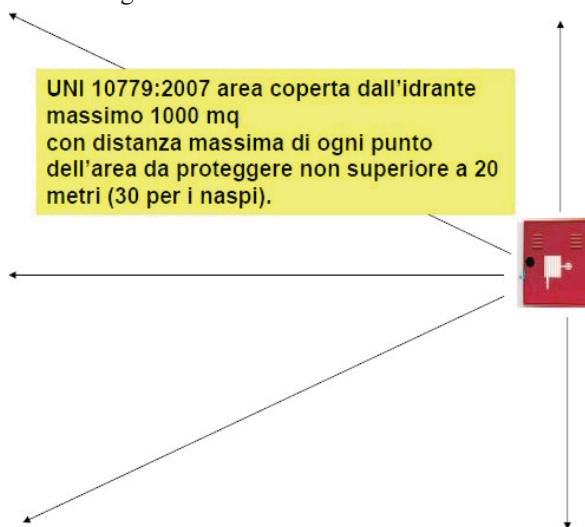 UNI 10779:2007 area coperta dall'idrante
massimo 1000 mq
con distanza massima di ogni punto
dell'area da proteggere non superiore a 20
metri (30 per i naspi).